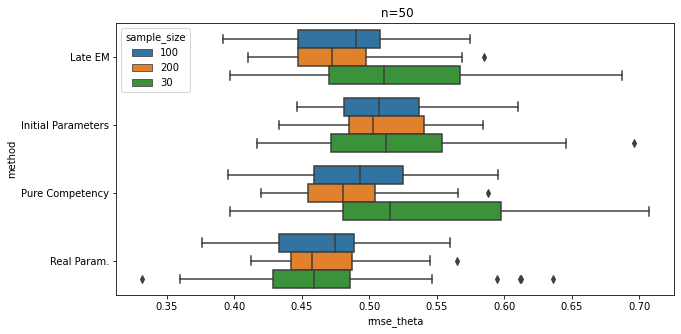 n=50
sample_size
100
200
30
method
Late EM
Initial Parameters
Pure Competency
Real Param.
0.35 0.40 0.45 0.50 0.55 0.60 0.65 0.70
rmse_theta